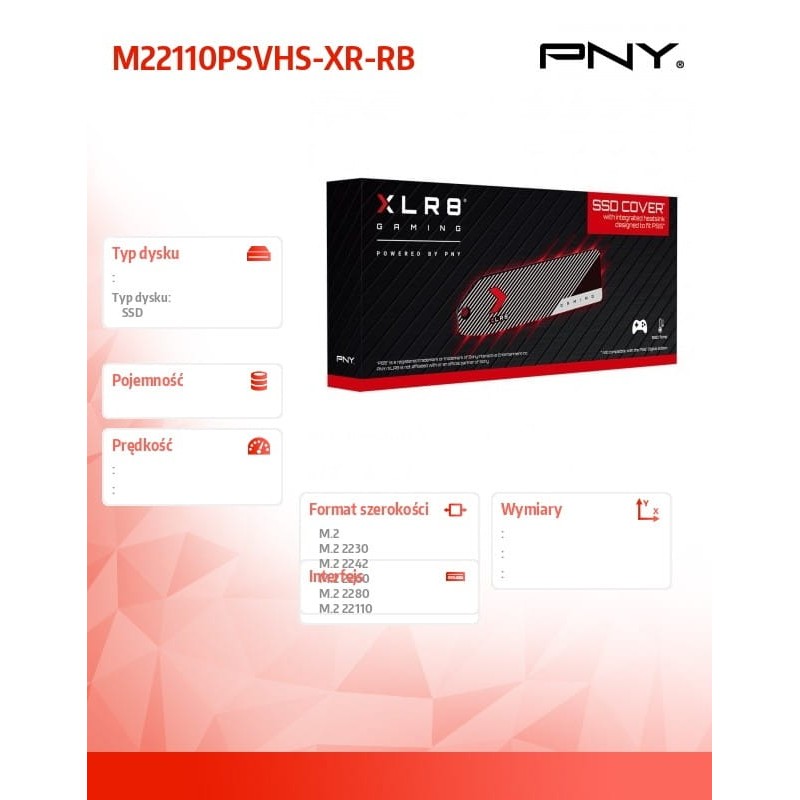 M22110PSVHS-XR-RB
PNY®
XLR8®
GAMING
POWERED BY PNY
SSD COVER
with integrated heatsink
designed to fit PS5*
XLR8
GAMING
PNY
Typ dysku
:
Typ dysku:
SSD
Pojemność
Prędkość
:
:
Format szerokości
M.2
M.2 2230
M.2 2242
Interfejs
M.2 2280
M.2 22110
Wymiary
Y
X
:
:
: